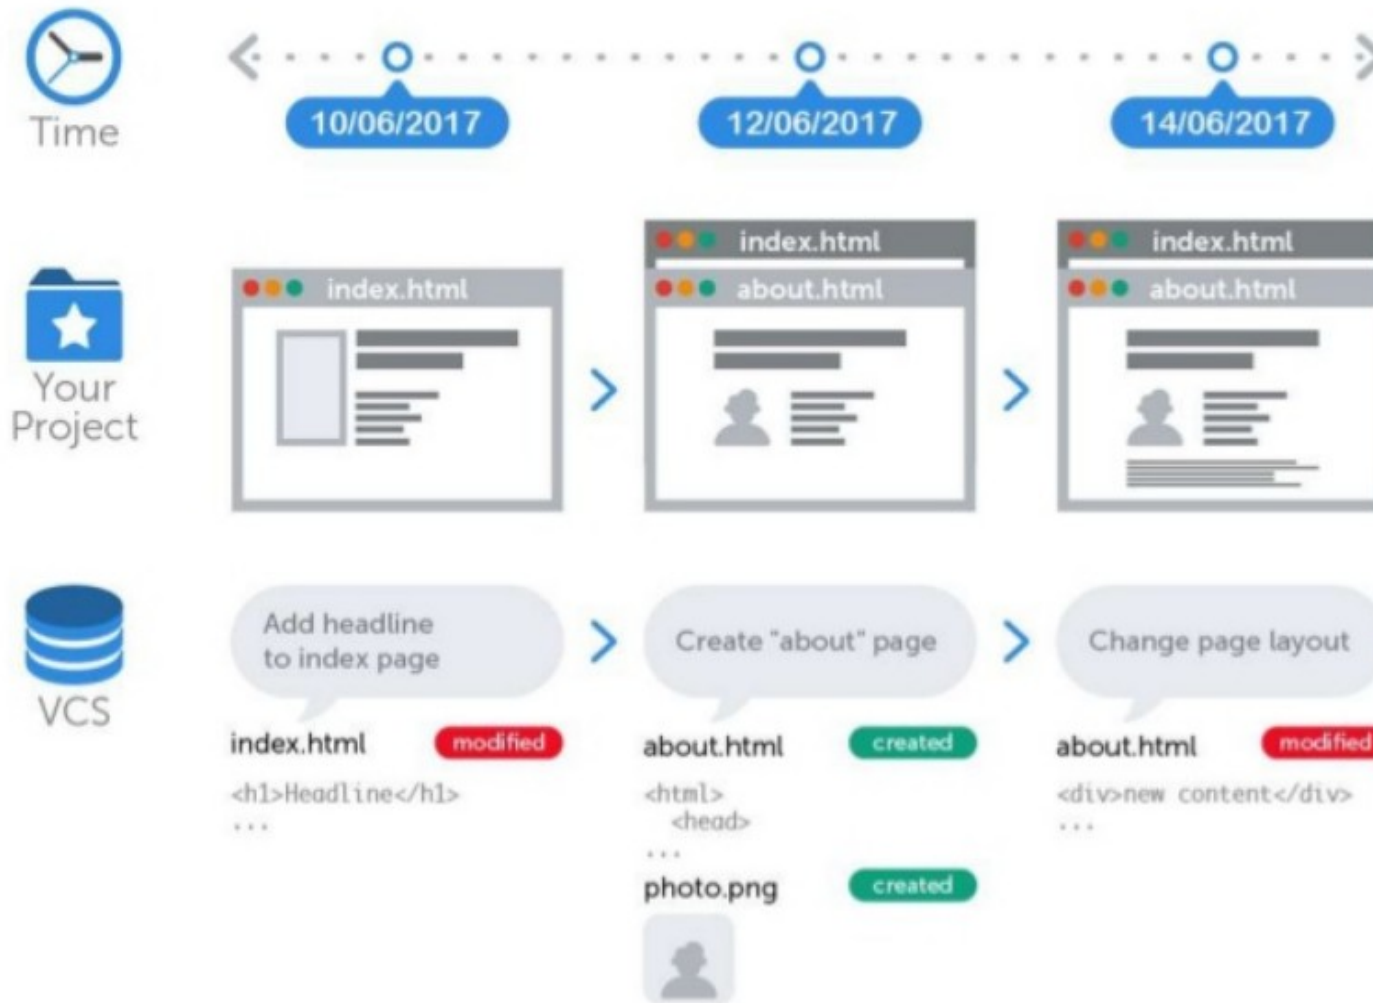 Time
10/06/2017
12/06/2017
14/06/2017
Your
Project
index.html
index.html
about.html
index.html
about.html
VCS
Add headline
to index page
Create "about" page
Change page layout
index.html modified
<h1>Headline</h1>
...
about.html created
<html>
<head>
...
photo.png created
about.html modified
<div>new content</div>
...